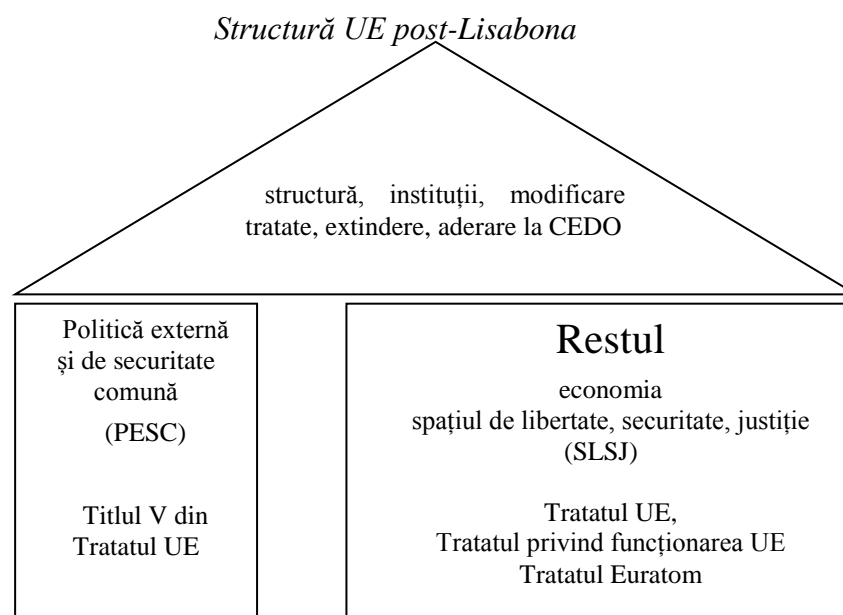 Structură UE post-Lisabona
structură, instituții, modificare
tratate, extindere, aderare la CEDO
Politică externă
și de securitate
comună
(PESC)
Titlul V din
Tratatul UE
Restul
economia
spațiul de libertate, securitate, justiție
(SLSJ)
Tratatul UE,
Tratatul privind funcționarea UE
Tratatul Euratom